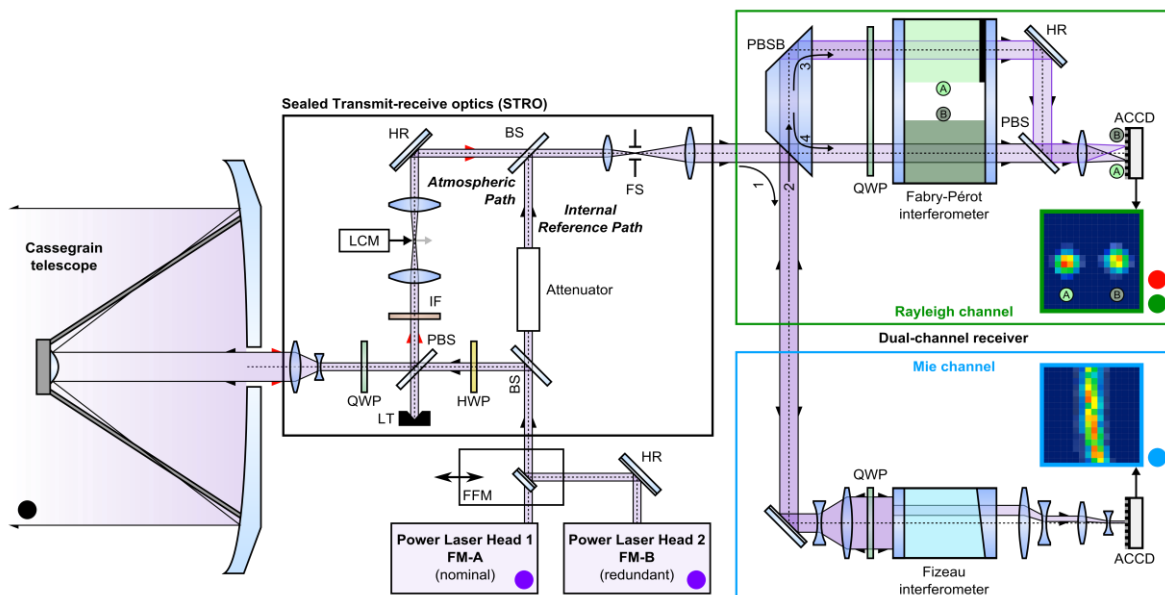 Cassegrain
telescope
Sealed Transmit-receive optics (STRO)
HR
BS
Atmospheric
Path
Internal
Reference Path
FS
LCM
Attenuator
IF
PBS
QWP
HWP
BS
LT
FFM
HR
Power Laser Head 1
FM-A
(nominal)
Power Laser Head 2
FM-B
(redundant)
PBSB
HR
3
A
B
4
1
2
QWP
Fabry-Pérot
interferometer
PBS
ACCD
B
A
A
B
Rayleigh channel
Dual-channel receiver
Mie channel
QWP
Fizeau
interferometer
ACCD